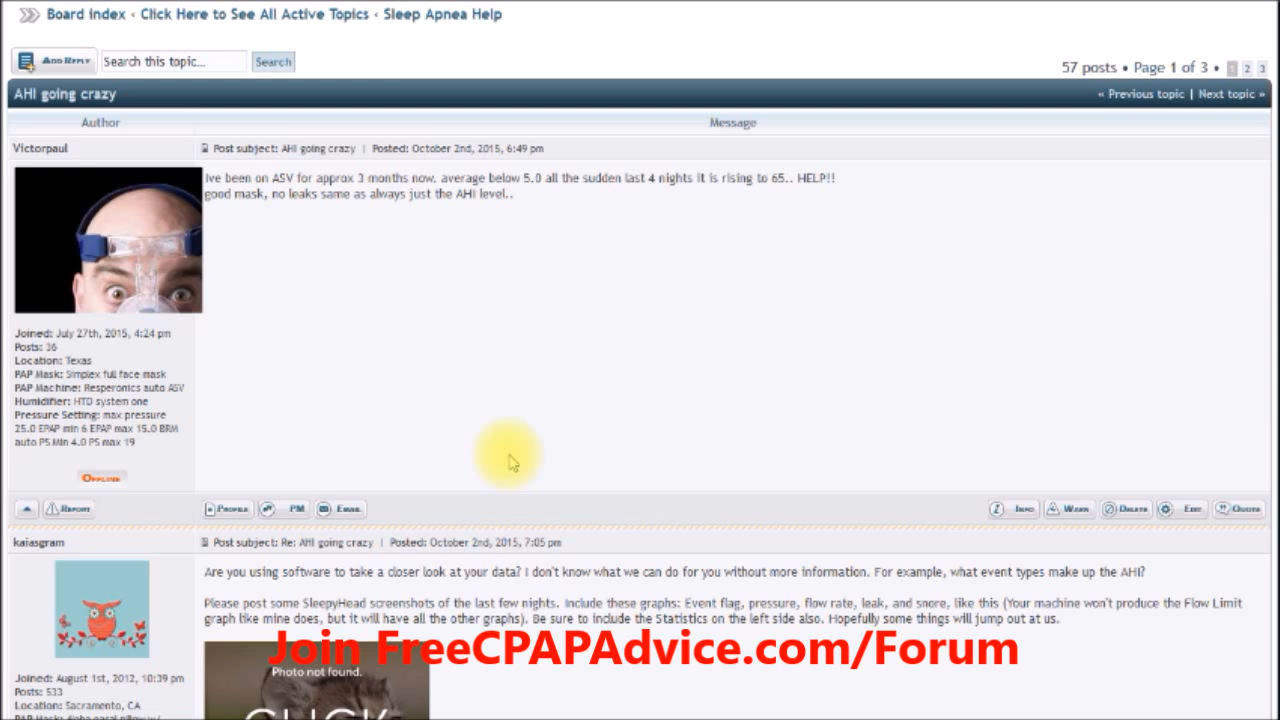 Board index ‹ Click Here to See All Active Topics ‹ Sleep Apnea Help
Add Reply Search this topic... Search
57 posts • Page 1 of 3 • 1 2 3
AHI going crazy « Previous topic | Next topic »
Author Message
Victorpaul Post subject: AHI going crazy | Posted: October 2nd, 2015, 6:49 pm
Ive been on ASV for approx 3 months now. average below 5.0 all the sudden last 4 nights it is rising to 65.. HELP!!
good mask, no leaks same as always just the AHI level..
Joined: July 27th, 2015, 4:24 pm
Posts: 36
Location: Texas
PAP Mask: Simplex full face mask
PAP Machine: Resperonics auto ASV
Humidifier: HTD system one
Pressure Setting: max pressure
25.0 EPAP min 6 EPAP max 15.0 BRM
auto PS Min 4.0 PS max 19
Offline
Report Profile PM Email Info Warn Delete Edit Quote
kaiasgram Post subject: Re: AHI going crazy | Posted: October 2nd, 2015, 7:05 pm
Are you using software to take a closer look at your data? I don't know what we can do for you without more information. For example, what event types make up the AHI?
Please post some SleepyHead screenshots of the last few nights. Include these graphs: Event flag, pressure, flow rate, leak, and snore, like this (Your machine won't produce the Flow Limit
graph like mine does, but it will have all the other graphs). Be sure to include the Statistics on the left side also. Hopefully some things will jump out at us.
Join FreeCPAPAdvice.com/Forum
Photo not found.
CLICK
Joined: August 1st, 2012, 10:39 pm
Posts: 533
Location: Sacramento, CA